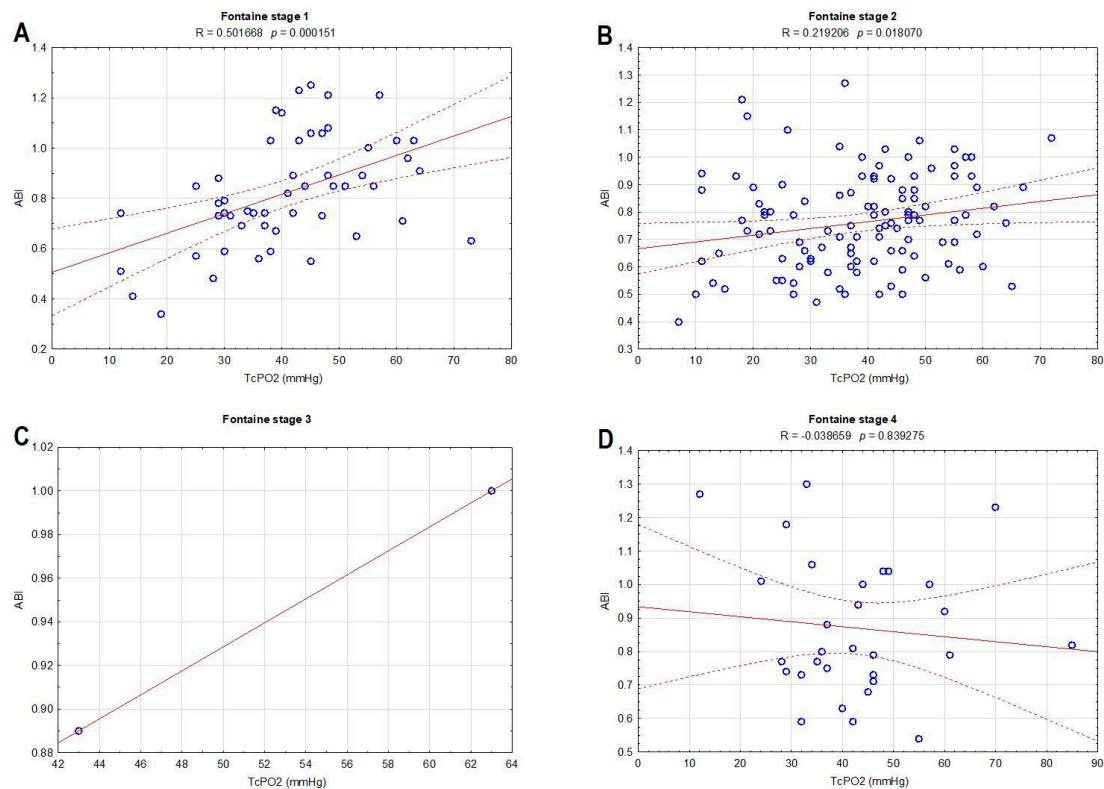 A
Fontaine stage 1
R = 0.501668 p = 0.000151
1.4
1.2
1.0
0.8
0.6
0.4
0.2
ABI
0 10 20 30 40 50 60 70 80
TcPO2 (mmHg)
B
Fontaine stage 2
R = 0.219206 p = 0.018070
1.4
1.3
1.2
1.1
1.0
0.9
0.8
0.7
0.6
0.5
0.4
0.3
ABI
0 10 20 30 40 50 60 70 80
TcPO2 (mmHg)
C
Fontaine stage 3
1.02
1.00
0.98
0.96
0.94
0.92
0.90
0.88
ABI
42 44 46 48 50 52 54 56 58 60 62 64
TcPO2 (mmHg)
D
Fontaine stage 4
R = -0.038659 p = 0.839275
1.4
1.3
1.2
1.1
1.0
0.9
0.8
0.7
0.6
0.5
ABI
0 10 20 30 40 50 60 70 80 90
TcPO2 (mmHg)